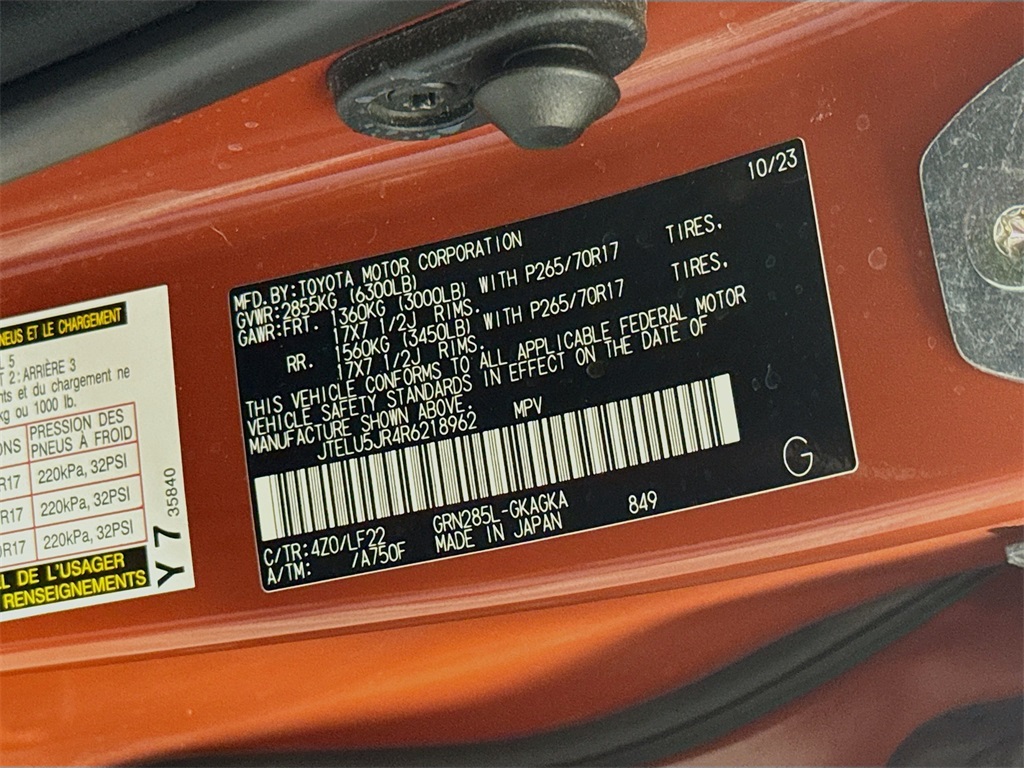 NEUS ET LE CHARGEMENT
L 5
T 2: ARRIÈRE 3
nts et du chargement ne
kg ou 1000 lb.
ONS PRESSION DES
PNEUS À FROID
R17 220kPa, 32PSI
R17 220kPa, 32PSI
0R17 220kPa, 32PSI
EL DE L'USAGER
RENSEIGNEMENTS
Y 7
35840
10/23
MFD.BY:TOYOTA MOTOR CORPORATION
GVWR:2855KG (6300LB)
GAWR:FRT. 1360KG (3000LB) WITH P265/70R17 TIRES,
17X7 1/2J RIMS.
RR. 1560KG (3450LB) WITH P265/70R17 TIRES,
17X7 1/2J RIMS.
THIS VEHICLE CONFORMS TO ALL APPLICABLE FEDERAL MOTOR
VEHICLE SAFETY STANDARDS IN EFFECT ON THE DATE OF
MANUFACTURE SHOWN ABOVE.
JTELU5JR4R6218962 MPV
G
C/TR:4Z0/LF22 GRN285L-GKAGKA 849
A/TM: /A750F MADE IN JAPAN